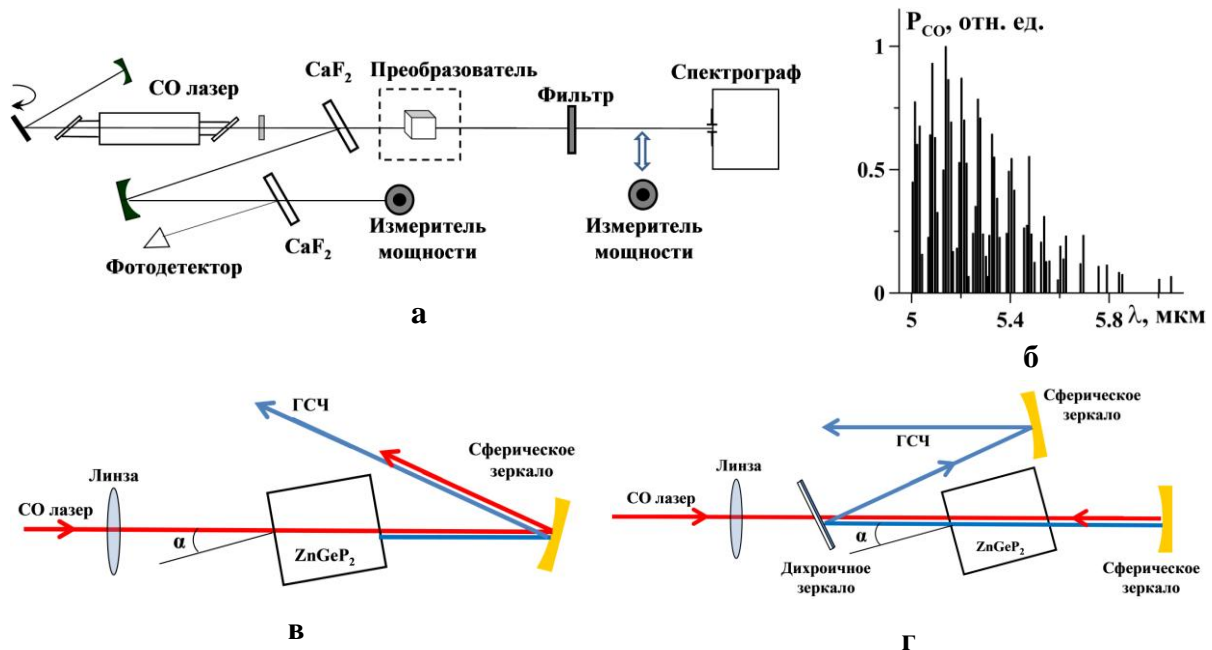 CaF₂
Преобразователь
Спектрограф
СО лазер
Фильтр
Измеритель
мощности
Измеритель
мощности
CaF₂
Фотодетектор
а
P_CO, отн. ед.
1
0.5
0
5
5.4
5.8
λ, мкм
б
ГСЧ
Сферическое
зеркало
Линза
СО лазер
α
ZnGeP₂
в
Сферическое
зеркало
ГСЧ
Линза
СО лазер
α
ZnGeP₂
Дихроичное
зеркало
Сферическое
зеркало
г